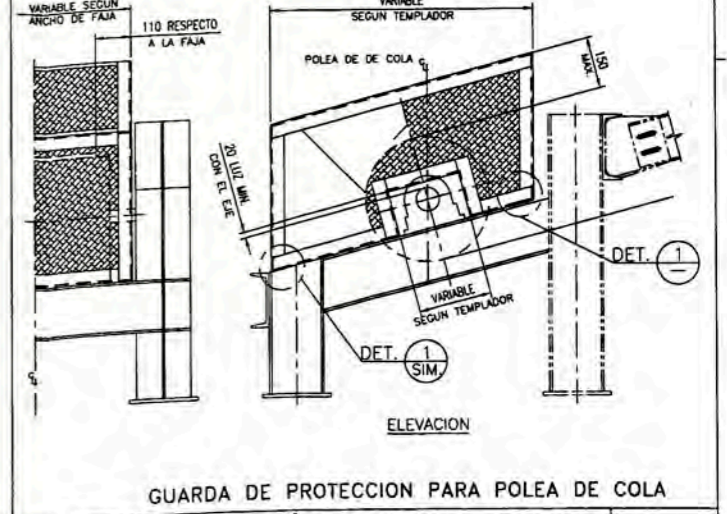 VARIABLE SEGUN
ANCHO DE FAJA
110 RESPECTO
A LA FAJA
VARIABLE
SEGUN TEMPLADOR
POLEA DE DE COLA
150
MAX.
20 LUZ MIN.
CON EL EJE
VARIABLE
SEGUN TEMPLADOR
DET. 1
—
DET. 1
SIM.
ELEVACION
GUARDA DE PROTECCION PARA POLEA DE COLA